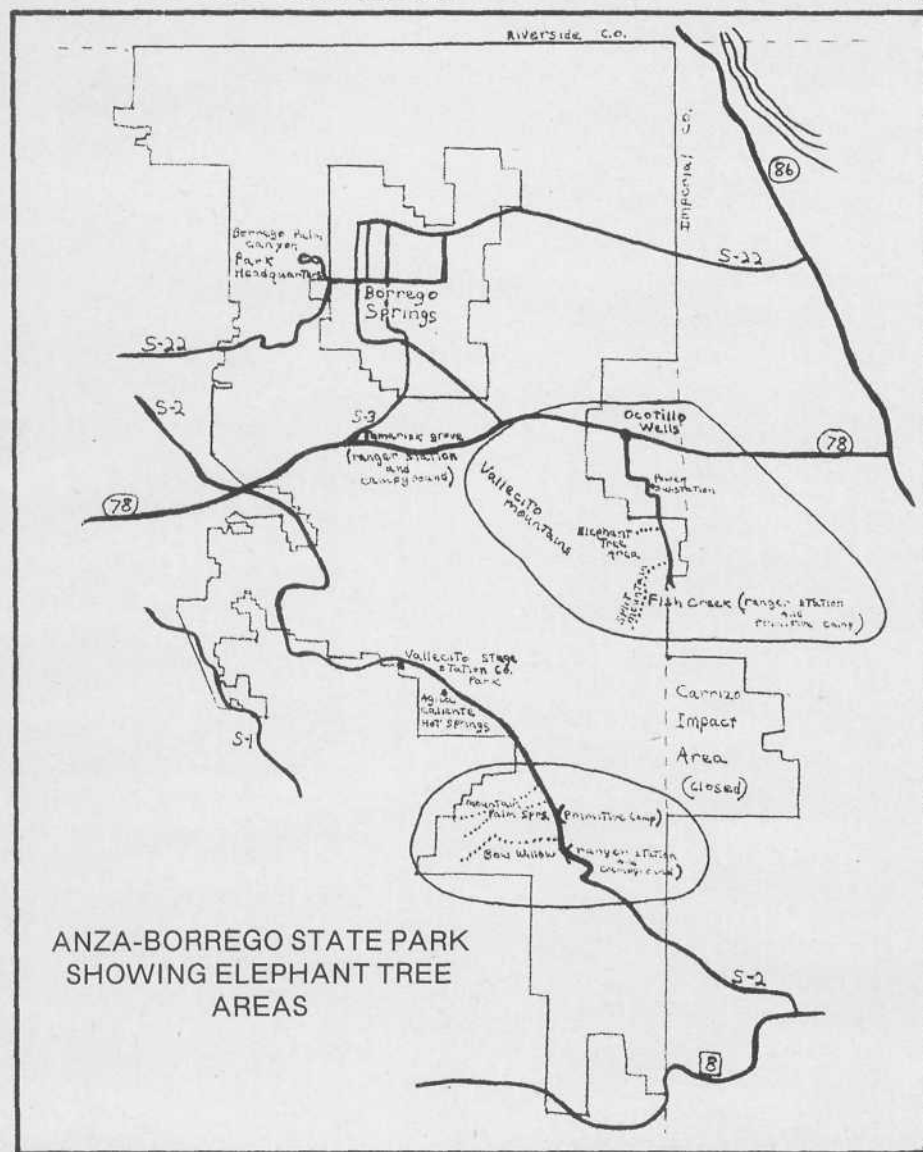 Riverside C.O.
Imperial Co.
86
S-22
Borrego Palm
Canyon
Park
Headquarters
Borrego
Springs
S-22
S-2
S-3
Ocotillo
Wells
78
Tamarisk Grove
(ranger station
and
campground)
78
Vallecito
Mountains
Power
Substation
Elephant
Tree
Area
Split
Mountain
Fish Creek (ranger station
and
Primitive Camp)
Vallecito Stage
Station Co.
Park
Agua
Caliente
Hot Springs
Carrizo
Impact
Area
(closed)
S-1
Mountain
Palm Sprs. (Primitive Camp)
Bow Willow (ranger station
and
campground)
ANZA-BORREGO STATE PARK
SHOWING ELEPHANT TREE
AREAS
S-2
8